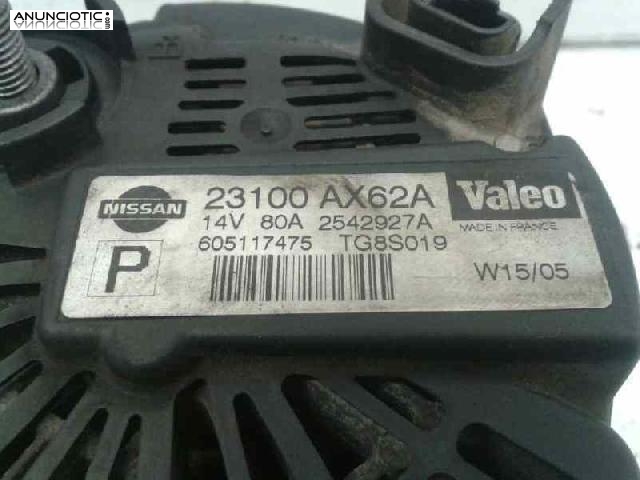 ANUNCIOTIC
NISSAN
23100 AX62A
Valeo
14V 80A 2542927A
MADE IN FRANCE
605117475 TG8S019
P
W15/05